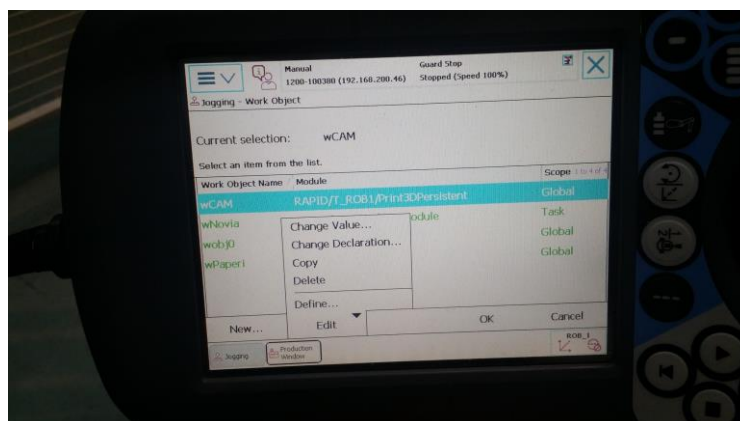 Manual
1200-100380 (192.168.200.46)
Guard Stop
Stopped (Speed 100%)
Jogging - Work Object
Current selection: wCAM
Select an item from the list.
Work Object Name Module Scope
wCAM RAPID/T_ROB1/Print3DPersistent Global
wNovia odule Task
wobj0 Global
wPaperi Global
Change Value...
Change Declaration...
Copy
Delete
Define...
New... Edit OK Cancel
Jogging
Production
Window
ROB_1